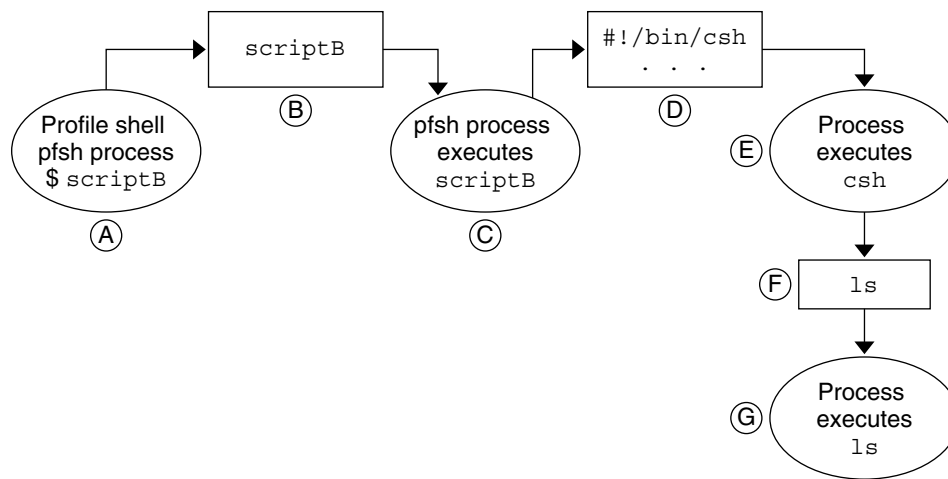 Profile shell
pfsh process
$ scriptB
A
scriptB
B
pfsh process
executes
scriptB
C
#!/bin/csh
. . .
D
Process
executes
csh
E
ls
F
Process
executes
ls
G